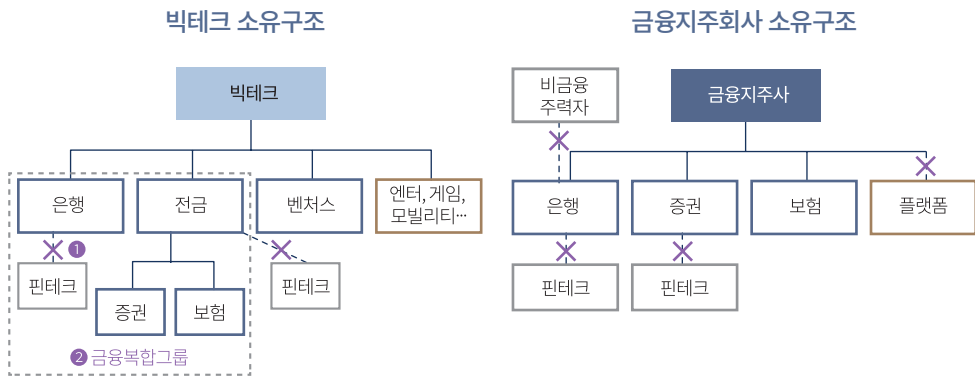 빅테크 소유구조
빅테크
은행
전금
벤처스
엔터, 게임,
모빌리티…
❶
핀테크
핀테크
증권
보험
❷ 금융복합그룹
금융지주회사 소유구조
비금융
주력자
금융지주사
은행
증권
보험
플랫폼
핀테크
핀테크